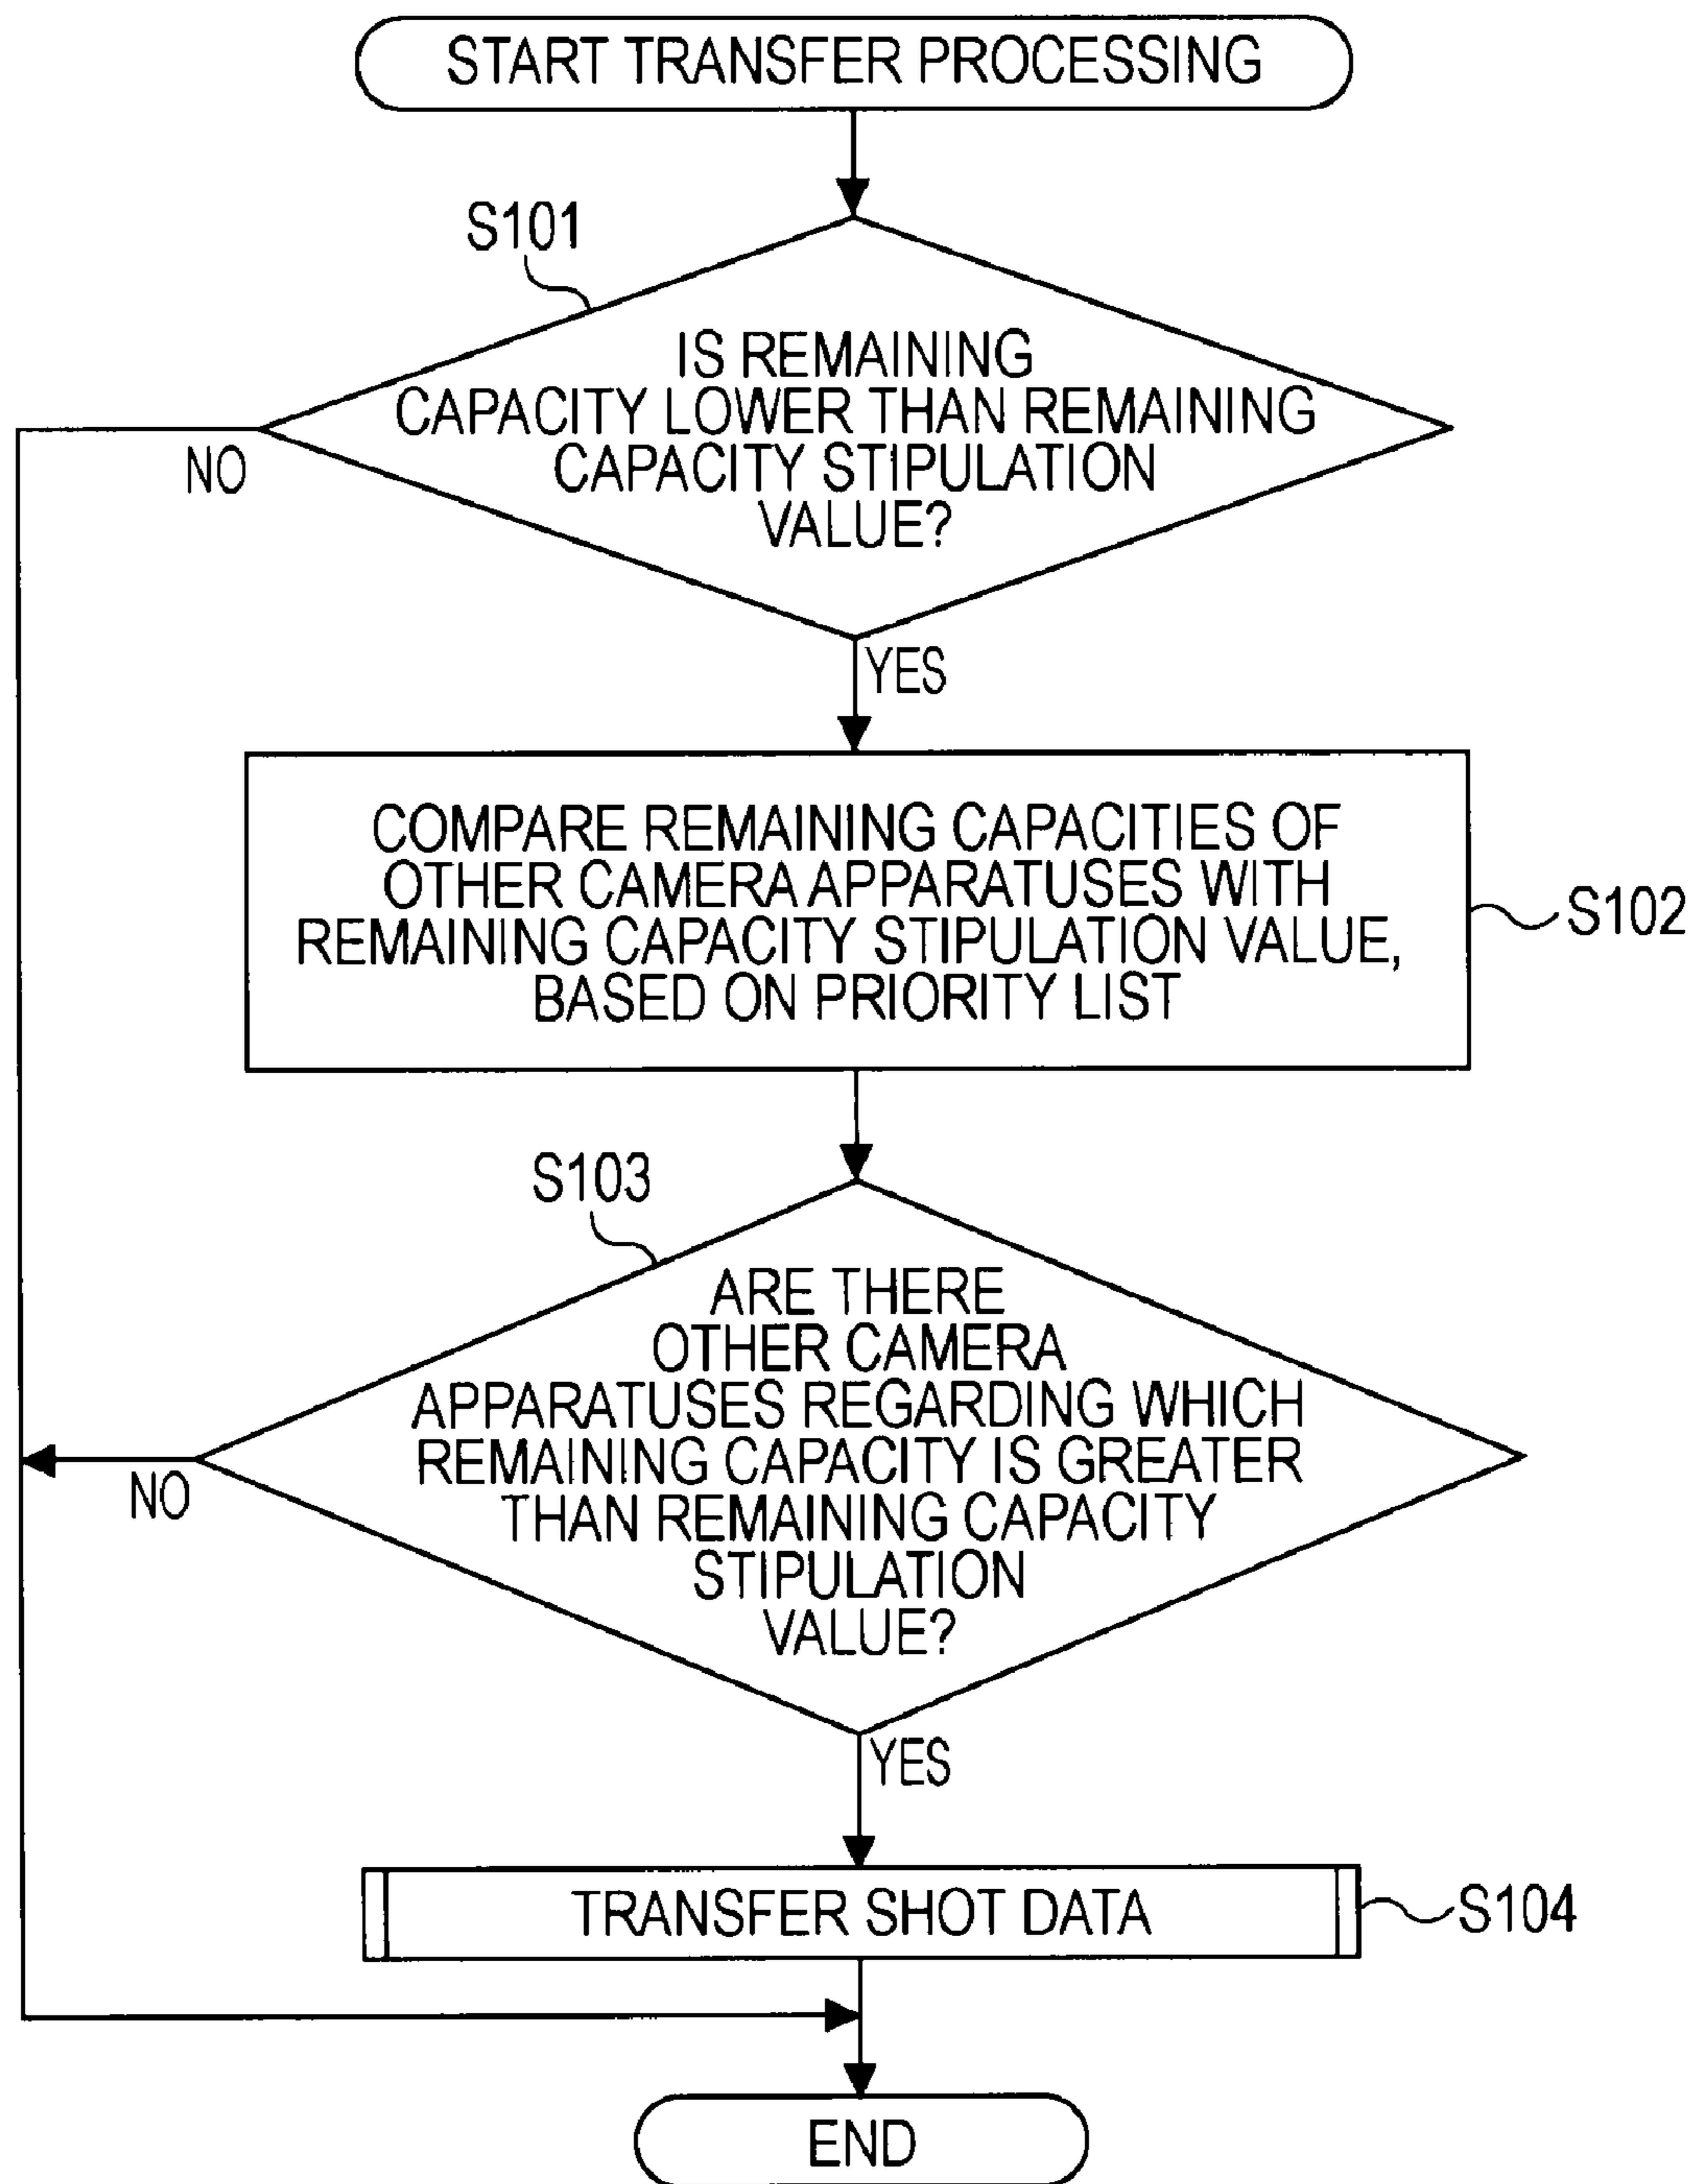 START TRANSFER PROCESSING
S101
IS REMAINING
CAPACITY LOWER THAN REMAINING
CAPACITY STIPULATION
VALUE?
NO
YES
COMPARE REMAINING CAPACITIES OF
OTHER CAMERA APPARATUSES WITH
REMAINING CAPACITY STIPULATION VALUE,
BASED ON PRIORITY LIST
S102
S103
ARE THERE
OTHER CAMERA
APPARATUSES REGARDING WHICH
REMAINING CAPACITY IS GREATER
THAN REMAINING CAPACITY
STIPULATION
VALUE?
NO
YES
TRANSFER SHOT DATA
S104
END